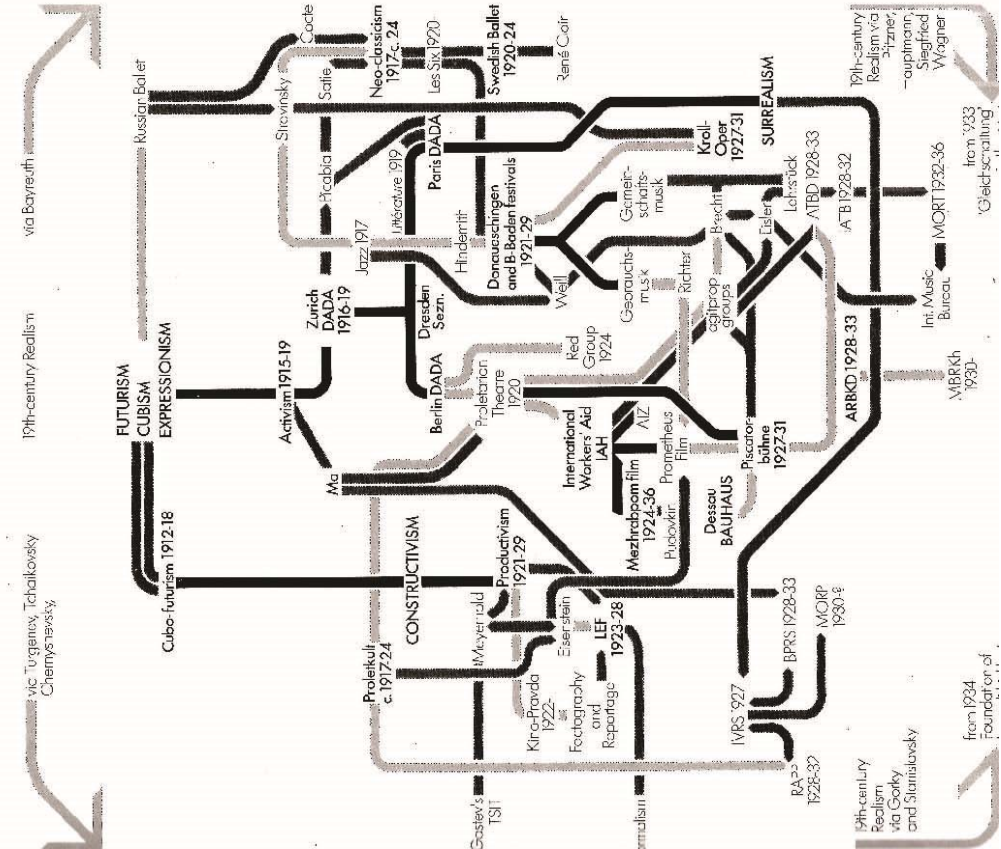 via Turgenev, Tchaikovsky
Chernyshevsky,
19th-century Realism
via Bayreuth
FUTURISM
CUBISM
EXPRESSIONISM
Russian Ballet
Cubo-futurism 1912-18
Activism 1915-19
Stravinsky
Cocteau
Ma
Zurich
DADA
1916-19
Picabia
Satie
Neo-classicism
1917-c. 24
Proletkult
c. 1917-24
Jazz 1917
CONSTRUCTIVISM
Littérature 1919
Les Six 1920
Berlin DADA
Dresden
Sezn.
Paris DADA
Gastev's
TSIT
Meyerhold
Productivism
1921-29
Proletarian
Theatre
1920
Hindemith
Swedish Ballet
1920-24
Donaueschingen
and B-Baden festivals
1921-29
Kino-Pravda
1922-
Eisenstein
Red
Group
1924
Weill
René Clair
Factography
and
Reportage
LEF
1923-28
International
Workers' Aid
IAH
Gebrauchs-
musik
Gemein-
schafts-
musik
AIZ
Mezhrabpomfilm
1924-36
Pudovkin
Prometheus
Film
Richter
Kroll-
Oper
1927-31
Dessau
BAUHAUS
agitprop
groups
Brecht
IVRS 1927
Piscator-
bühne
1927-31
Eisler
SURREALISM
Lehrstück
RAPP
1928-32
BPRS 1928-33
ATBD 1928-33
MORP
1930-
ARBKD 1928-33
19th-century
Realism
via Gorky
and Stanislavsky
Int. Music
Bureau
MORT 1932-36
19th-century
Realism via
Pfitzner,
Hauptmann,
Siegfried
Wagner
from 1934
Foundation of
from 1933
"Gleichschaltung"